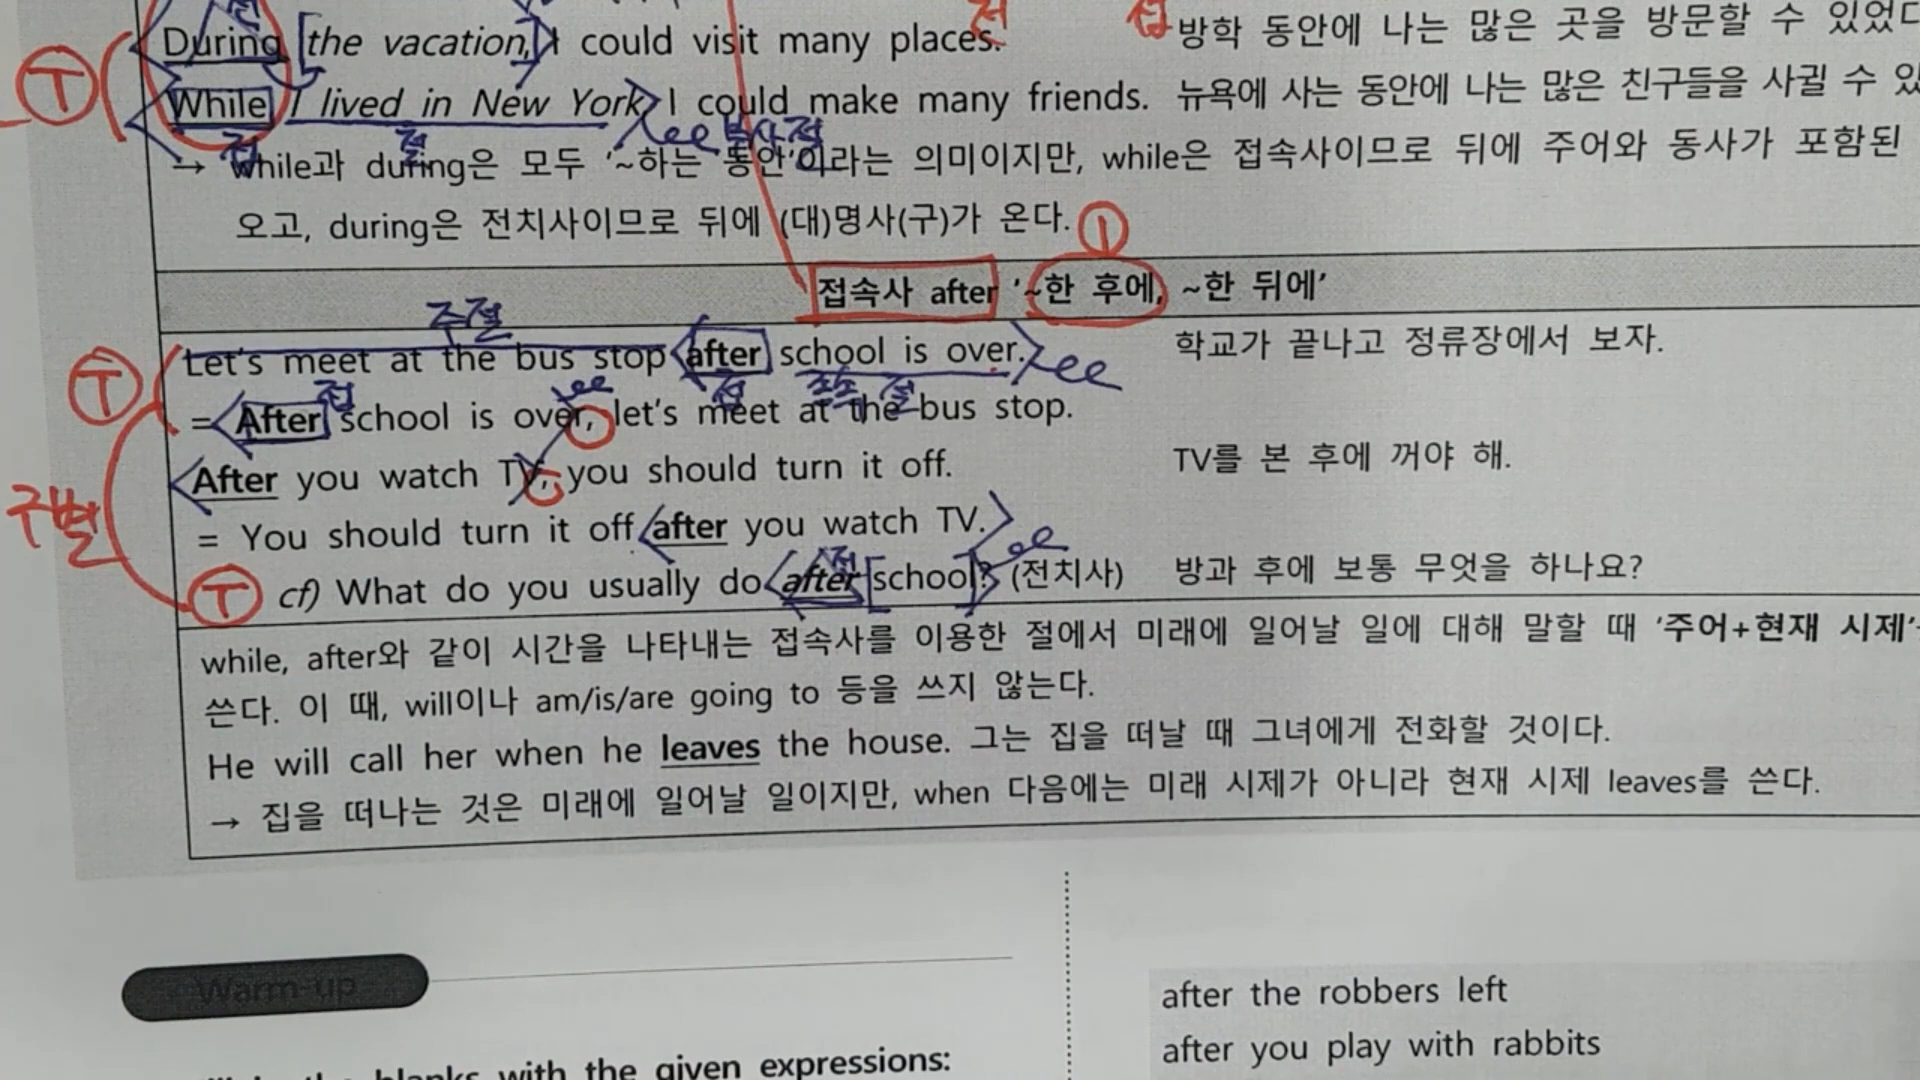 During the vacation, I could visit many places. 방학 동안에 나는 많은 곳을 방문할 수 있었
While I lived in New York, I could make many friends. 뉴욕에 사는 동안에 나는 많은 친구들을 사귈 수 있
→ while과 during은 모두 '~하는 동안'이라는 의미이지만, while은 접속사이므로 뒤에 주어와 동사가 포함된
오고, during은 전치사이므로 뒤에 (대)명사(구)가 온다. ①
접속사 after '~한 후에, ~한 뒤에'
주절
Let's meet at the bus stop after school is over. 학교가 끝나고 정류장에서 보자.
= After school is over, let's meet at the bus stop.
After you watch TV, you should turn it off. TV를 본 후에 꺼야 해.
구별
= You should turn it off after you watch TV.
cf) What do you usually do after school? (전치사) 방과 후에 보통 무엇을 하나요?
while, after와 같이 시간을 나타내는 접속사를 이용한 절에서 미래에 일어날 일에 대해 말할 때 '주어+현재 시제'
쓴다. 이 때, will이나 am/is/are going to 등을 쓰지 않는다.
He will call her when he leaves the house. 그는 집을 떠날 때 그녀에게 전화할 것이다.
→ 집을 떠나는 것은 미래에 일어날 일이지만, when 다음에는 미래 시제가 아니라 현재 시제 leaves를 쓴다.
Warm-up
blanks with the given expressions:
after the robbers left
after you play with rabbits